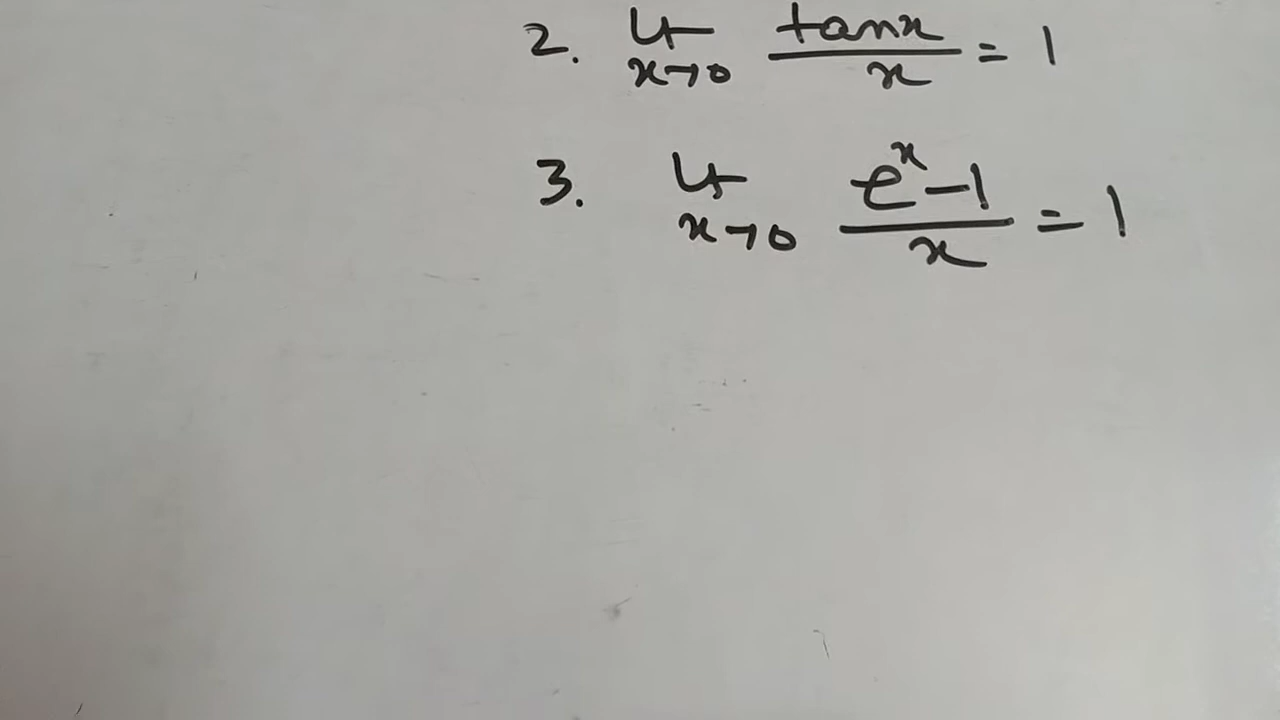 2. Lt x→0 tanx/x = 1
3. Lt x→0 e^x-1/x = 1